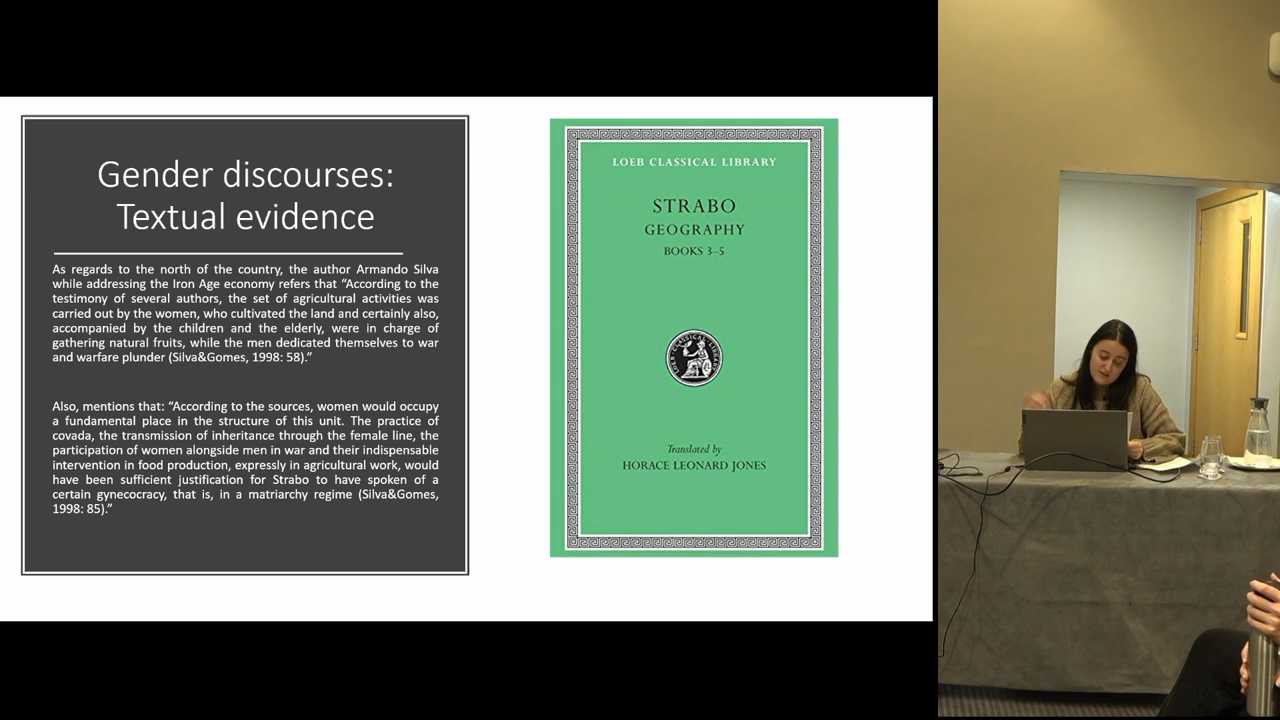 Gender discourses:
Textual evidence
As regards to the north of the country, the author Armando Silva
while addressing the Iron Age economy refers that “According to the
testimony of several authors, the set of agricultural activities was
carried out by the women, who cultivated the land and certainly also,
accompanied by the children and the elderly, were in charge of
gathering natural fruits, while the men dedicated themselves to war
and warfare plunder (Silva&Gomes, 1998: 58).”
Also, mentions that: “According to the sources, women would occupy
a fundamental place in the structure of this unit. The practice of
covada, the transmission of inheritance through the female line, the
participation of women alongside men in war and their indispensable
intervention in food production, expressly in agricultural work, would
have been sufficient justification for Strabo to have spoken of a
certain gynecocracy, that is, in a matriarchy regime (Silva&Gomes,
1998: 85).”
LOEB CLASSICAL LIBRARY
STRABO
GEOGRAPHY
BOOKS 3–5
LOEB CLASSICAL LIBRARY
Translated by
HORACE LEONARD JONES